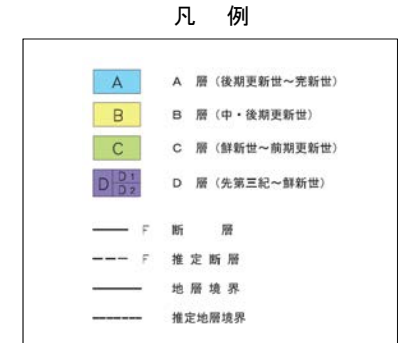 凡 例
A A 層(後期更新世~完新世)
B B 層(中・後期更新世)
C C 層(鮮新世~前期更新世)
D D1 D2 D 層(先第三紀~鮮新世)
F 断 層
F 推 定 断 層
地 層 境 界
推定地層境界